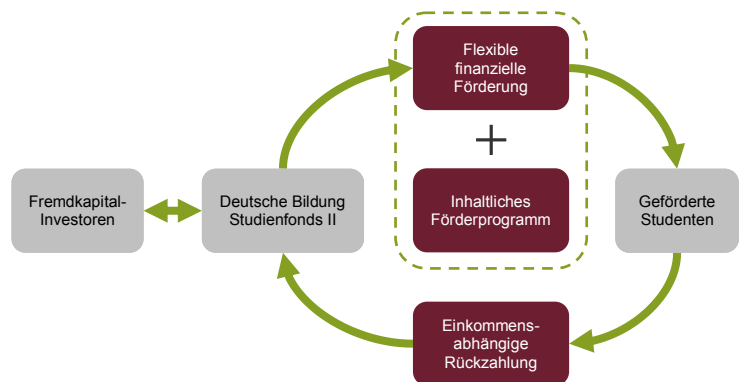 Flexible
finanzielle
Förderung
+
Fremdkapital-
Investoren
Deutsche Bildung
Studienfonds II
Inhaltliches
Förderprogramm
Geförderte
Studenten
Einkommens-
abhängige
Rückzahlung